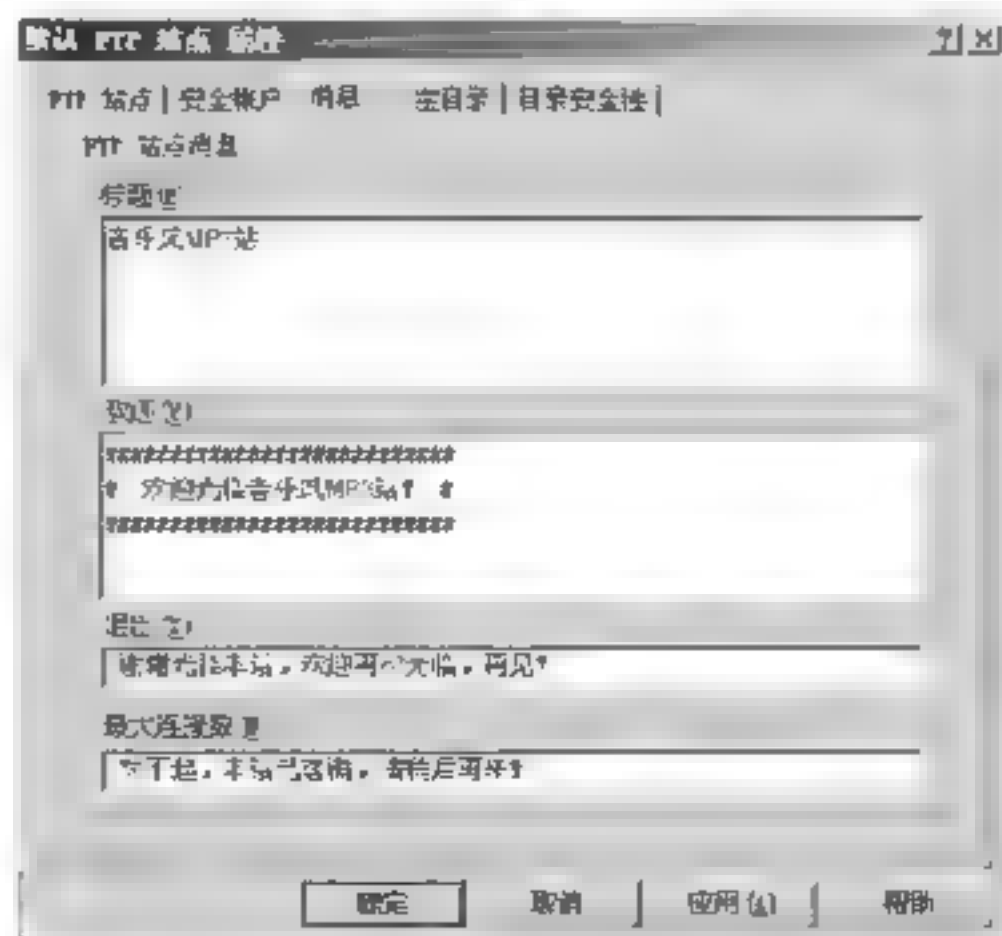 默认 FTP 站点 属性
FTP 站点 安全帐户 消息 主目录 目录安全性
FTP 站点消息
标题
音乐风MP3站
欢迎
# 欢迎光临音乐风MP3站! #
退出
谢谢光临本站，欢迎再次光临，再见!
最大连接数
对不起，本站已客满，请稍后再来!
确定 取消 应用(A) 帮助